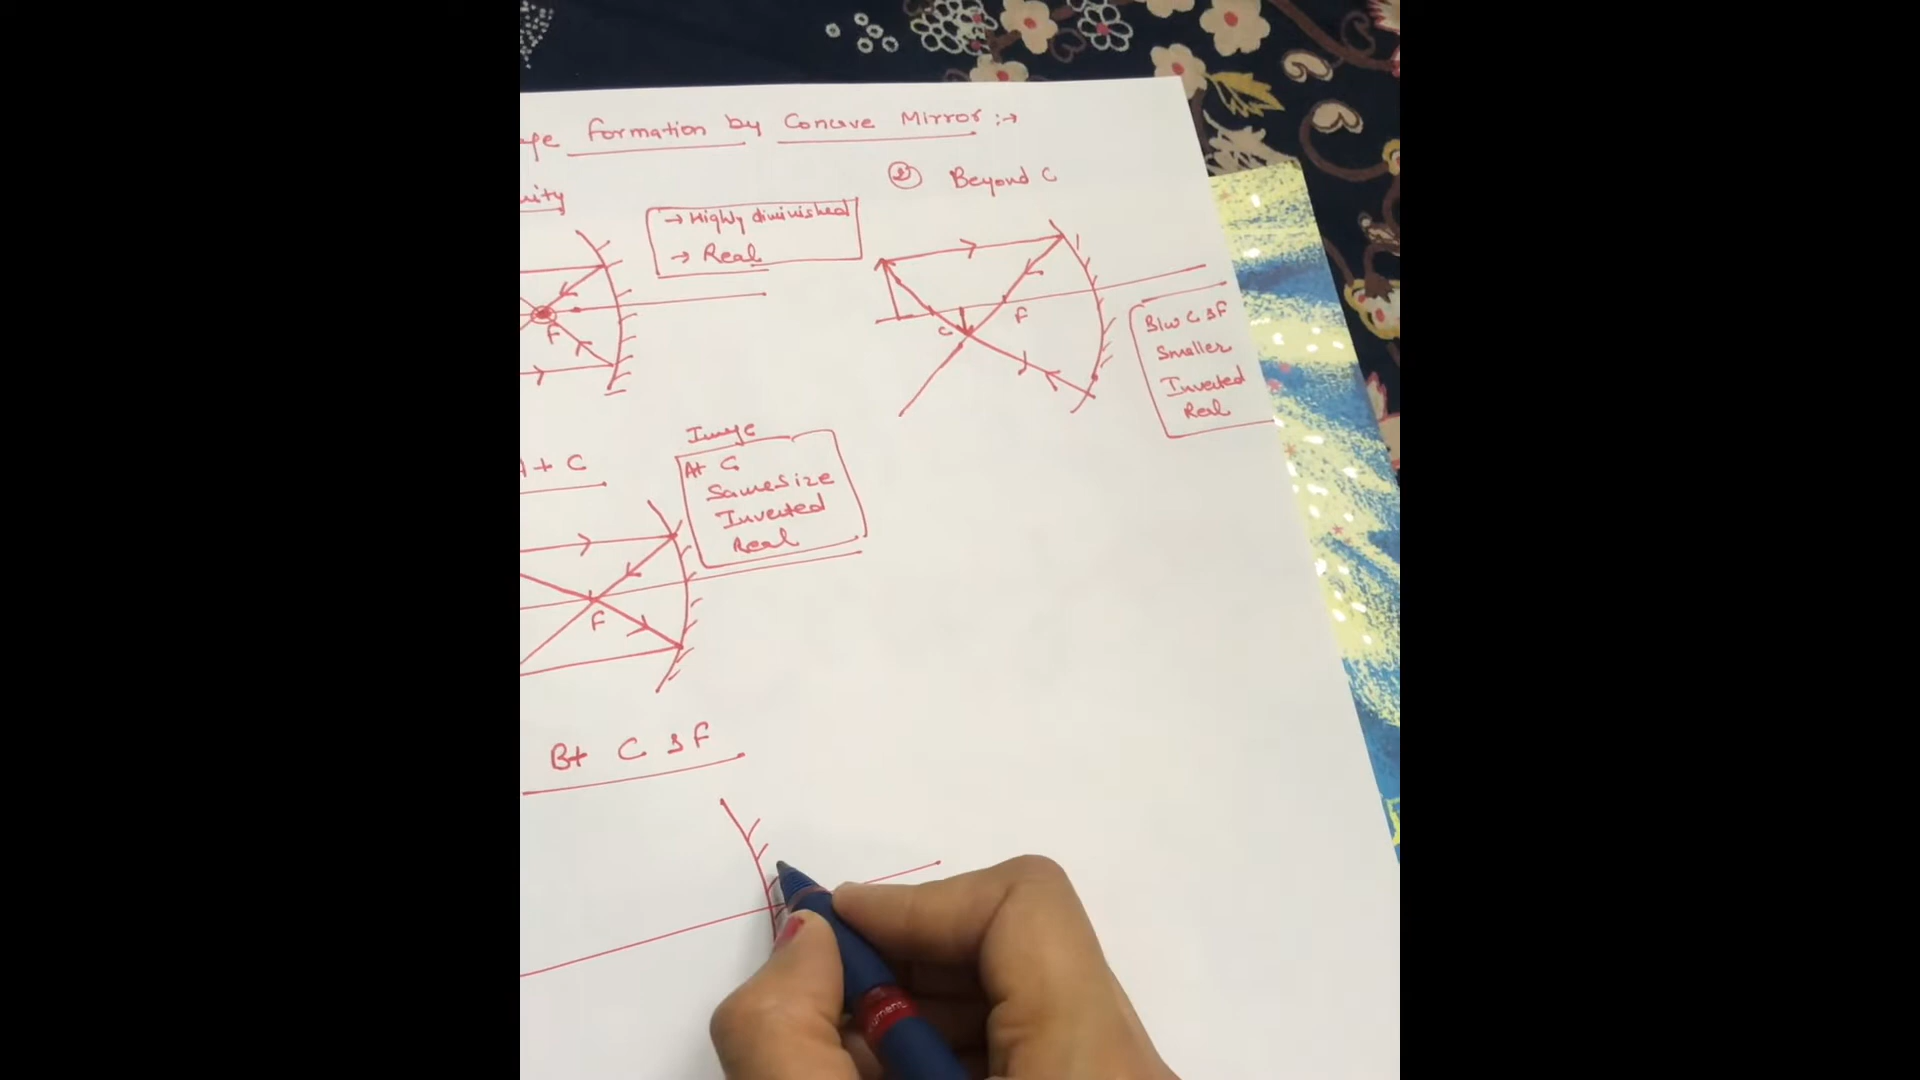 formation by Concave Mirror :→
② Beyond C
→ Highly diminished
→ Real
F
C
F
B/w C & F
Smaller
Inverted
Real
At C
Image
At C
Same size
Inverted
Real
F
Bt C & F